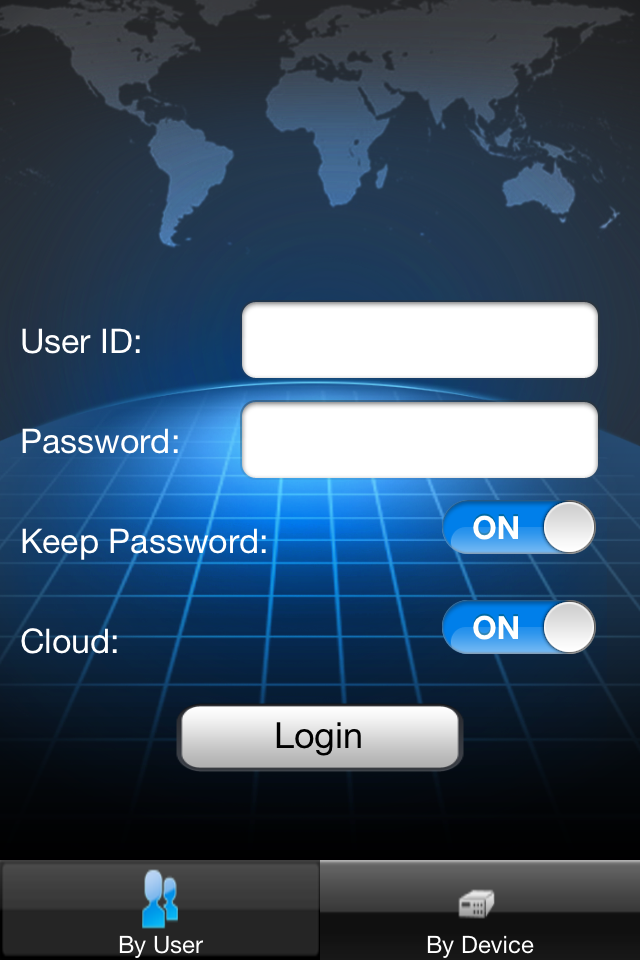 User ID:
Password:
Keep Password: ON
Cloud: ON
Login
By User By Device